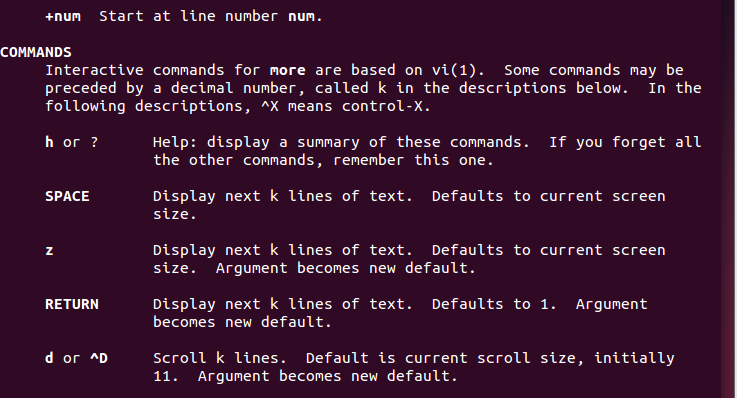 +num  Start at line number num.
COMMANDS
Interactive commands for more are based on vi(1).  Some commands may be
preceded by a decimal number, called k in the descriptions below.  In the
following descriptions, ^X means control-X.
h or ?      Help: display a summary of these commands.  If you forget all
the other commands, remember this one.
SPACE       Display next k lines of text.  Defaults to current screen
size.
z           Display next k lines of text.  Defaults to current screen
size.  Argument becomes new default.
RETURN      Display next k lines of text.  Defaults to 1.  Argument
becomes new default.
d or ^D     Scroll k lines.  Default is current scroll size, initially
11.  Argument becomes new default.